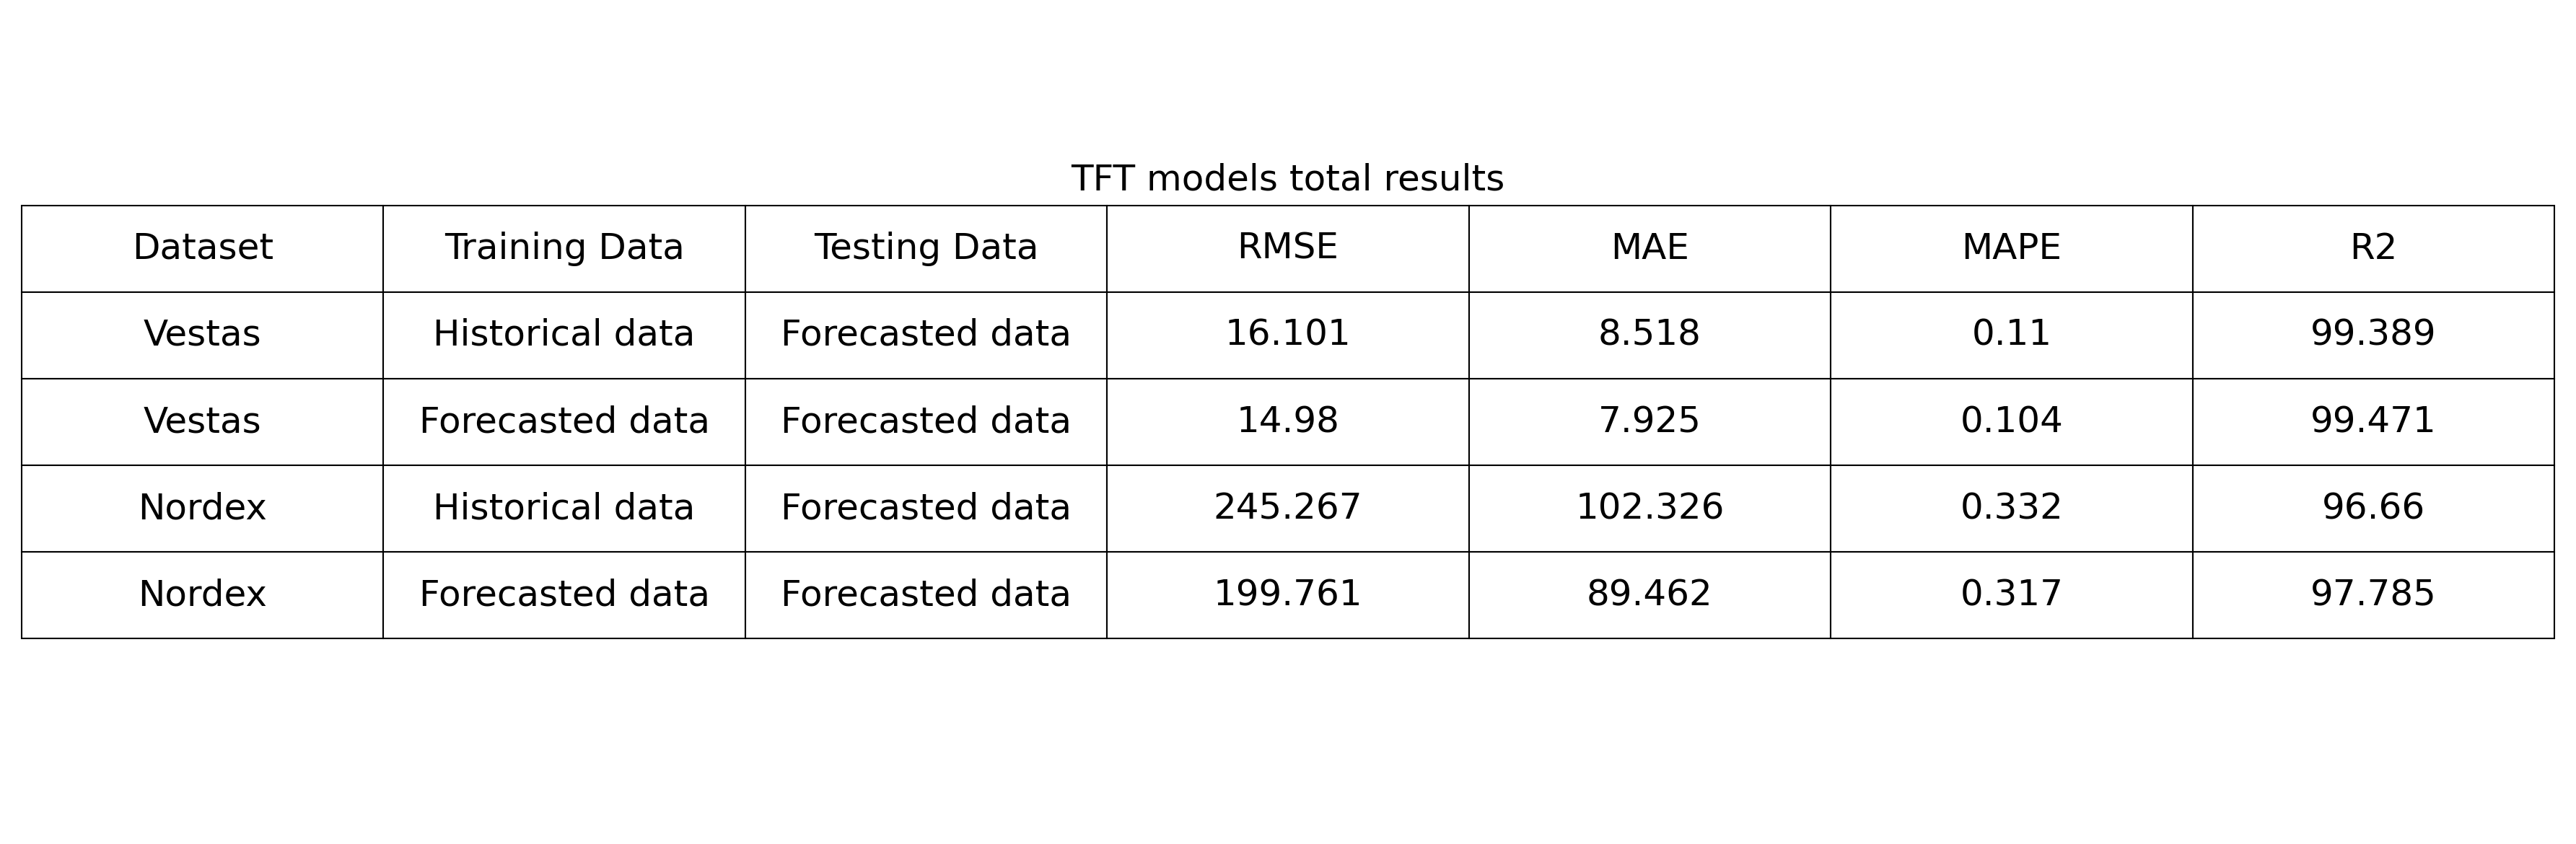 TFT models total results
Dataset Training Data Testing Data RMSE MAE MAPE R2
Vestas Historical data Forecasted data 16.101 8.518 0.11 99.389
Vestas Forecasted data Forecasted data 14.98 7.925 0.104 99.471
Nordex Historical data Forecasted data 245.267 102.326 0.332 96.66
Nordex Forecasted data Forecasted data 199.761 89.462 0.317 97.785